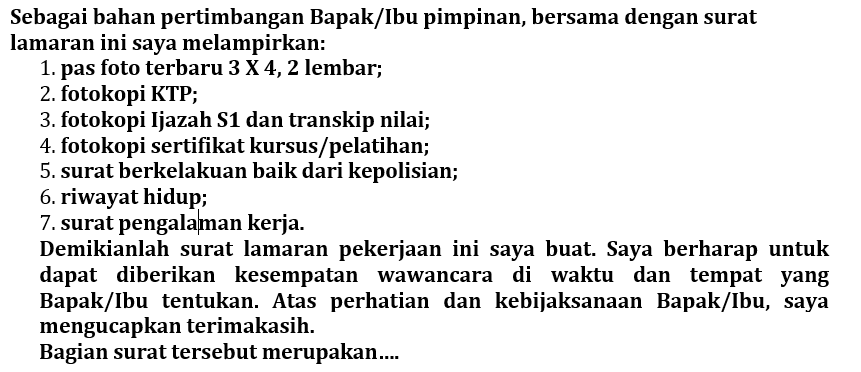 Sebagai bahan pertimbangan Bapak/Ibu pimpinan, bersama dengan surat
lamaran ini saya melampirkan:
1. pas foto terbaru 3 X 4, 2 lembar;
2. fotokopi KTP;
3. fotokopi Ijazah S1 dan transkip nilai;
4. fotokopi sertifikat kursus/pelatihan;
5. surat berkelakuan baik dari kepolisian;
6. riwayat hidup;
7. surat pengalaman kerja.
Demikianlah surat lamaran pekerjaan ini saya buat. Saya berharap untuk
dapat diberikan kesempatan wawancara di waktu dan tempat yang
Bapak/Ibu tentukan. Atas perhatian dan kebijaksanaan Bapak/Ibu, saya
mengucapkan terimakasih.
Bagian surat tersebut merupakan....